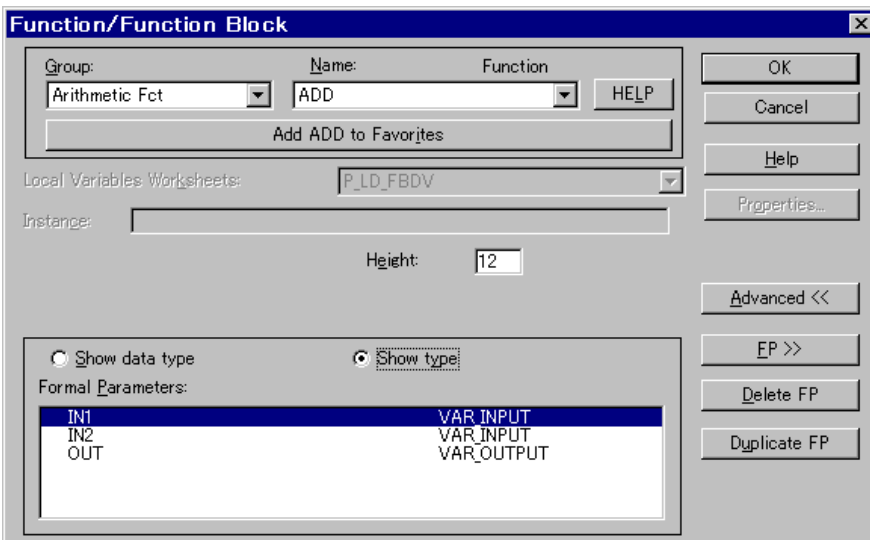 Function/Function Block
Group:
Name:
Function
OK
Arithmetic Fct
ADD
HELP
Cancel
Add ADD to Favorites
Help
Local Variables Worksheets:
P_LD_FBDV
Properties...
Instance:
Height:
12
Advanced <<
Show data type
Show type
FP >>
Formal Parameters:
Delete FP
IN1 VAR_INPUT
IN2 VAR_INPUT
OUT VAR_OUTPUT
Duplicate FP